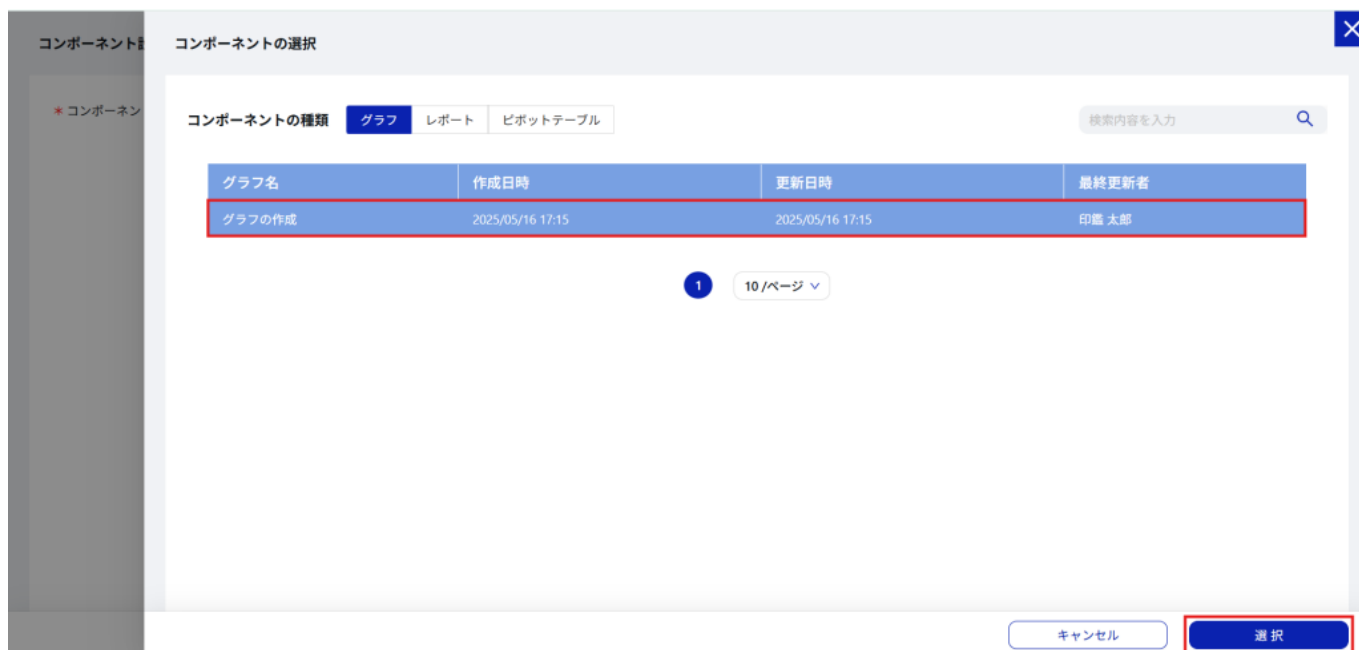 コンポーネント コンポーネントの選択
* コンポーネン コンポーネントの種類 グラフ レポート ピボットテーブル 検索内容を入力
グラフ名 作成日時 更新日時 最終更新者
グラフの作成 2025/05/16 17:15 2025/05/16 17:15 印鑑 太郎
1 10 /ページ
キャンセル 選択